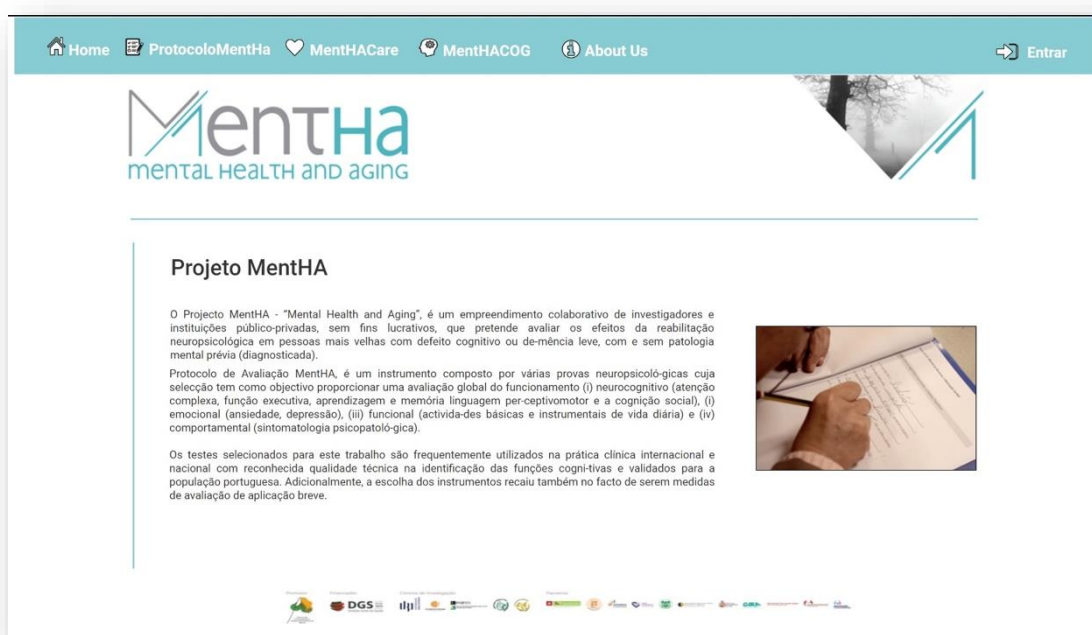 Home ProtocoloMentHa MentHACare MentHACOG About Us Entrar
MentHa
mental Health and aging
Projeto MentHA
O Projecto MentHA - "Mental Health and Aging", é um empreendimento colaborativo de investigadores e
instituições público-privadas, sem fins lucrativos, que pretende avaliar os efeitos da reabilitação
neuropsicológica em pessoas mais velhas com defeito cognitivo ou de-mência leve, com e sem patologia
mental prévia (diagnosticada).
Protocolo de Avaliação MentHA, é um instrumento composto por várias provas neuropsicoló-gicas cuja
selecção tem como objectivo proporcionar uma avaliação global do funcionamento (i) neurocognitivo (atenção
complexa, função executiva, aprendizagem e memória linguagem per-ceptivomotor e a cognição social), (i)
emocional (ansiedade, depressão), (iii) funcional (activida-des básicas e instrumentais de vida diária) e (iv)
comportamental (sintomatologia psicopatoló-gica).
Os testes selecionados para este trabalho são frequentemente utilizados na prática clínica internacional e
nacional com reconhecida qualidade técnica na identificação das funções cogni-tivas e validados para a
população portuguesa. Adicionalmente, a escolha dos instrumentos recaiu também no facto de serem medidas
de avaliação de aplicação breve.
DGS